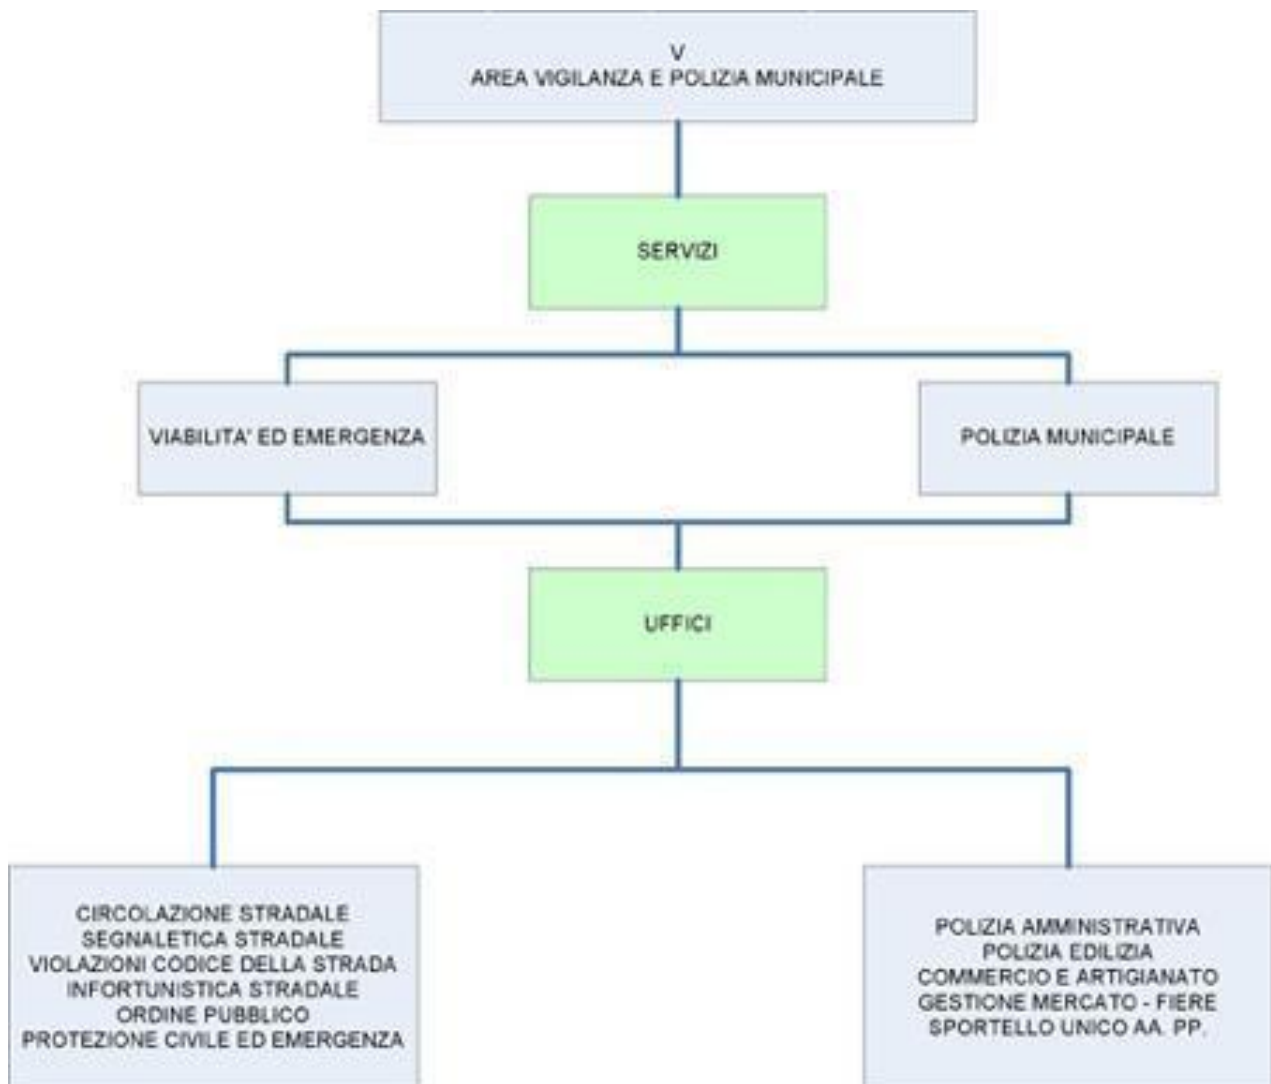 V
AREA VIGILANZA E POLIZIA MUNICIPALE
SERVIZI
VIABILITA' ED EMERGENZA
POLIZIA MUNICIPALE
UFFICI
CIRCOLAZIONE STRADALE
SEGNALETICA STRADALE
VIOLAZIONI CODICE DELLA STRADA
INFORTUNISTICA STRADALE
ORDINE PUBBLICO
PROTEZIONE CIVILE ED EMERGENZA
POLIZIA AMMINISTRATIVA
POLIZIA EDILIZIA
COMMERCIO E ARTIGIANATO
GESTIONE MERCATO - FIERE
SPORTELLO UNICO AA. PP.